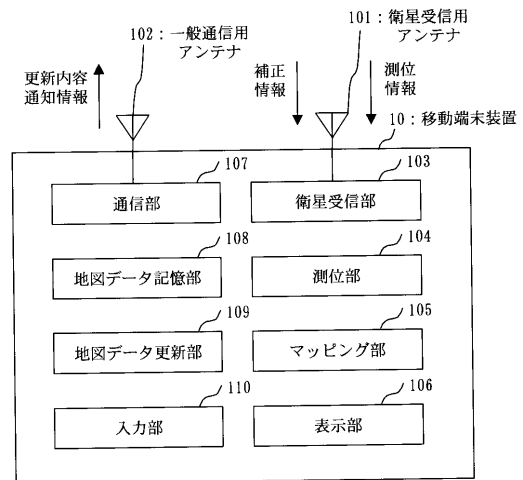 101：衛星受信用
アンテナ
102：一般通信用
アンテナ
更新内容
通知情報
補正
情報
測位
情報
10：移動端末装置
107
通信部
103
衛星受信部
108
地図データ記憶部
104
測位部
109
地図データ更新部
105
マッピング部
110
入力部
106
表示部